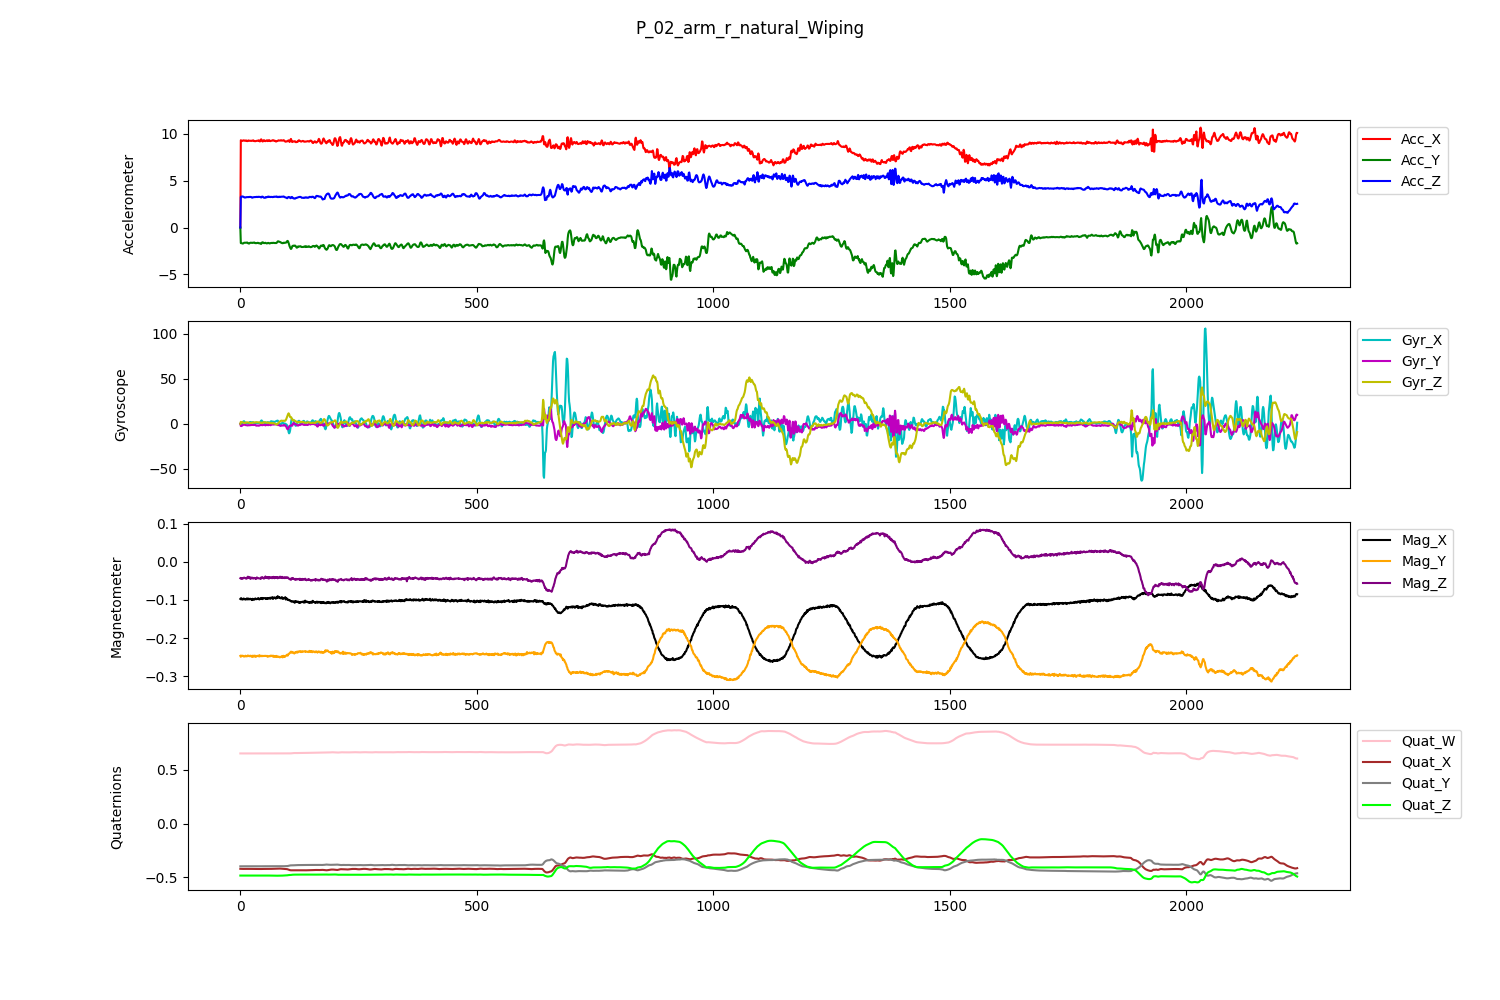 P_02_arm_r_natural_Wiping
Accelerometer
10
5
0
−5
0 500 1000 1500 2000
Acc_X
Acc_Y
Acc_Z
Gyroscope
100
50
0
−50
0 500 1000 1500 2000
Gyr_X
Gyr_Y
Gyr_Z
Magnetometer
0.1
0.0
−0.1
−0.2
−0.3
0 500 1000 1500 2000
Mag_X
Mag_Y
Mag_Z
Quaternions
0.5
0.0
−0.5
0 500 1000 1500 2000
Quat_W
Quat_X
Quat_Y
Quat_Z